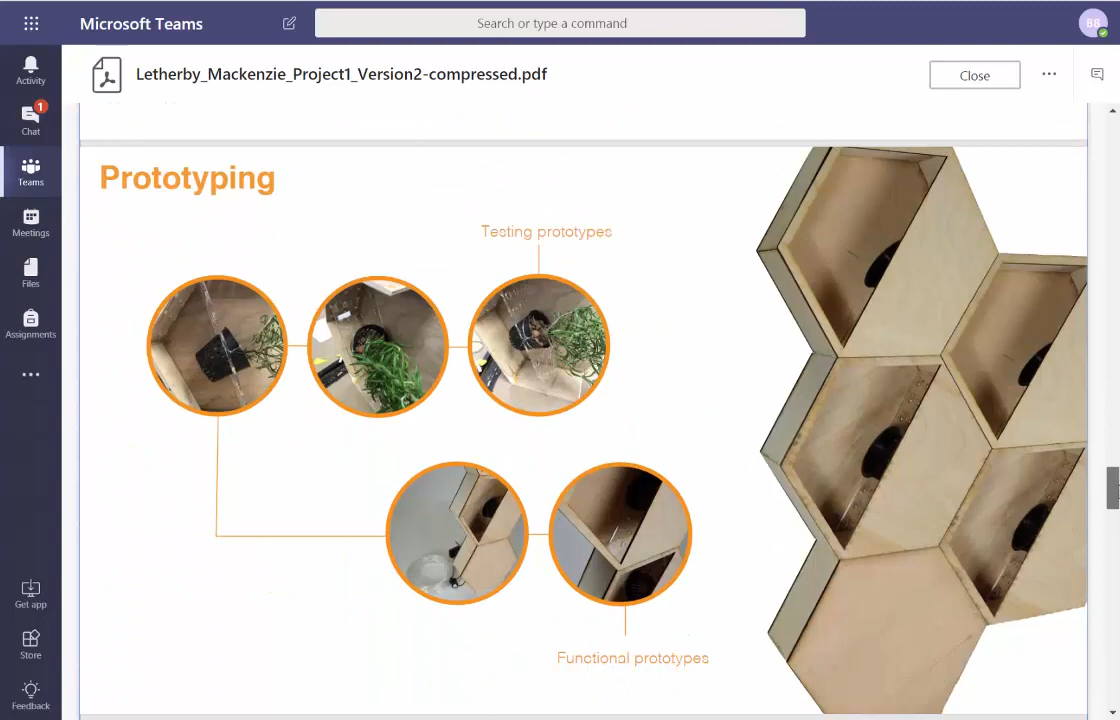 Microsoft Teams
Search or type a command
BB
Activity
Letherby_Mackenzie_Project1_Version2-compressed.pdf
Close
1
Chat
Teams
Meetings
Files
Assignments
Get app
Store
Feedback
Prototyping
Testing prototypes
Functional prototypes